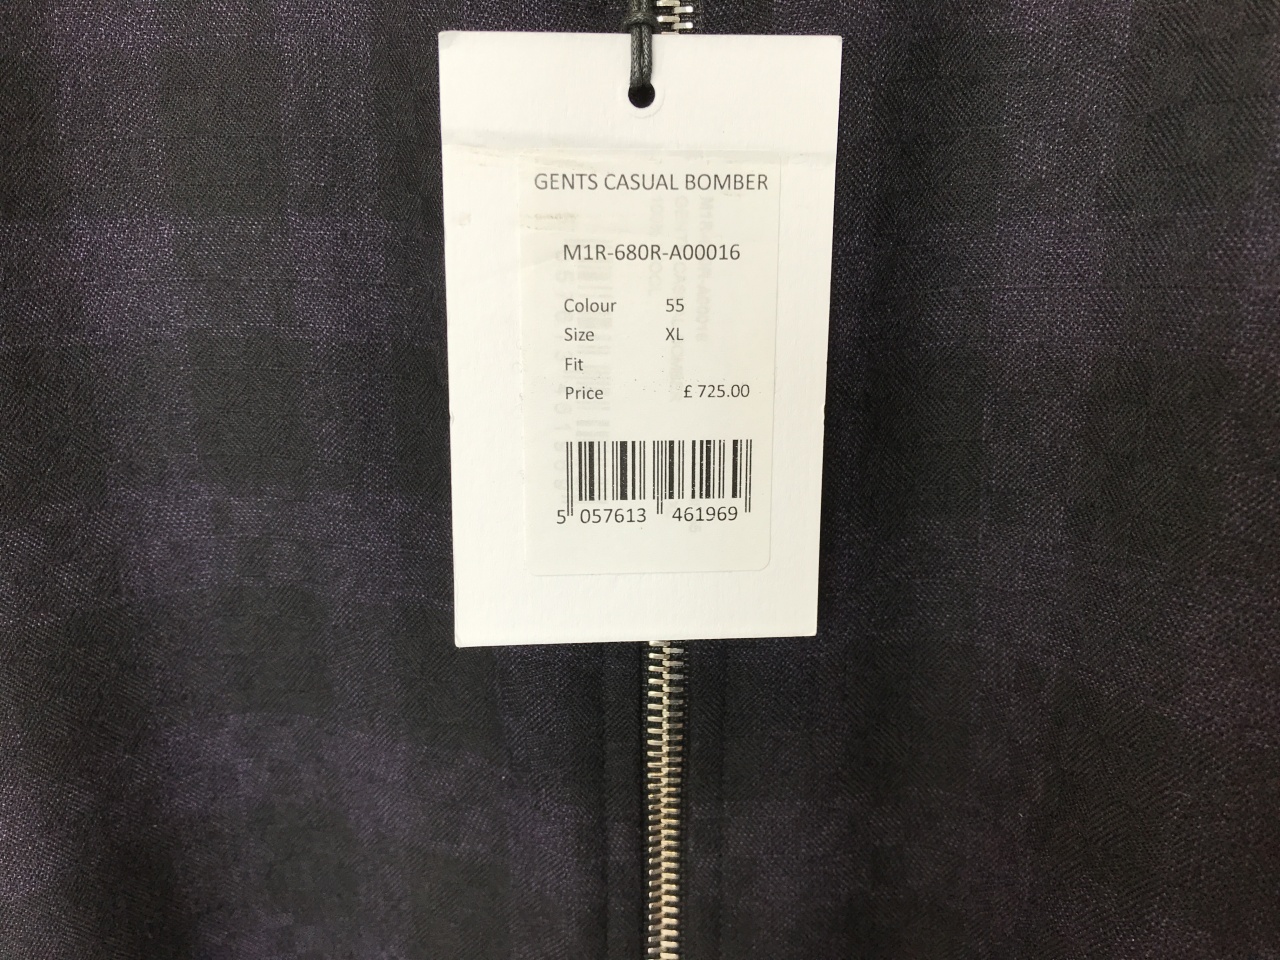 GENTS CASUAL BOMBER
M1R-680R-A00016
Colour 55
Size XL
Fit
Price £ 725.00
5 057613 461969